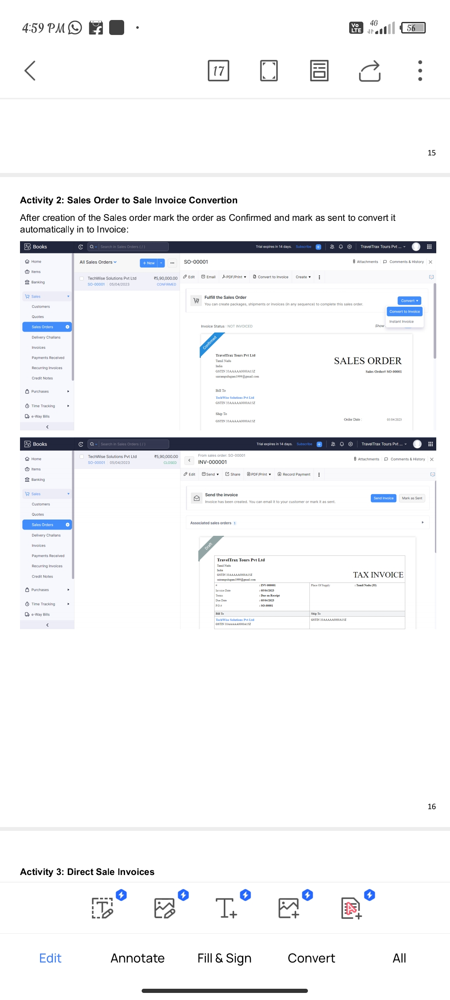 4:59 PM
Vo LTE 4G 56
17
15
Activity 2: Sales Order to Sale Invoice Convertion
After creation of the Sales order mark the order as Confirmed and mark as sent to convert it
automatically in to Invoice:
Books
Search in Sales Orders ( / )
Trial expires in 14 days. Subscribe
TravelTrax Tours Pvt ...
Home
Items
Banking
Sales
Customers
Quotes
Sales Orders
Delivery Challans
Invoices
Payments Received
Recurring Invoices
Credit Notes
Purchases
Time Tracking
e-Way Bills
All Sales Orders
+ New
TechWise Solutions Pvt Ltd ₹5,90,000.00
SO-00001 05/04/2023 CONFIRMED
SO-00001
Attachments Comments & History
Edit Email PDF/Print Convert to Invoice Create
Fulfill the Sales Order
You can create packages, shipments or invoices (in any sequence) to complete this sales order.
Convert
Convert to Invoice
Instant Invoice
Invoice Status : NOT INVOICED
Show
Confirmed
TravelTrax Tours Pvt Ltd
Tamil Nadu
India
GSTIN 33AAAAA0000A15Z
sairampulugam1999@gmail.com
SALES ORDER
Sales Order# SO-00001
Bill To
TechWise Solutions Pvt Ltd
GSTIN 33AAAAA0000A15Z
Ship To
GSTIN 33AAAAA0000A15Z
Order Date : 05/04/2023
Books
Search in Sales Orders ( / )
Trial expires in 14 days. Subscribe
TravelTrax Tours Pvt ...
Home
Items
Banking
Sales
Customers
Quotes
Sales Orders
Delivery Challans
Invoices
Payments Received
Recurring Invoices
Credit Notes
Purchases
Time Tracking
e-Way Bills
TechWise Solutions Pvt Ltd ₹5,90,000.00
SO-00001 05/04/2023 CLOSED
From sales order: SO-00001
INV-000001
Attachments Comments & History
Edit Send Share PDF/Print Record Payment
Send the invoice
Invoice has been created. You can email it to your customer or mark it as sent.
Send Invoice Mark as Sent
Associated sales orders 1
Draft
TravelTrax Tours Pvt Ltd
Tamil Nadu
India
GSTIN 33AAAAA0000A15Z
sairampulugam1999@gmail.com
TAX INVOICE
# : INV-000001
Invoice Date : 05/04/2023
Terms : Due on Receipt
Due Date : 05/04/2023
P.O.# : SO-00001
Place Of Supply : Tamil Nadu (33)
Bill To Ship To
TechWise Solutions Pvt Ltd
GSTIN 33AAAAA0000A15Z
GSTIN 33AAAAA0000A15Z
16
Activity 3: Direct Sale Invoices
Edit Annotate Fill & Sign Convert All